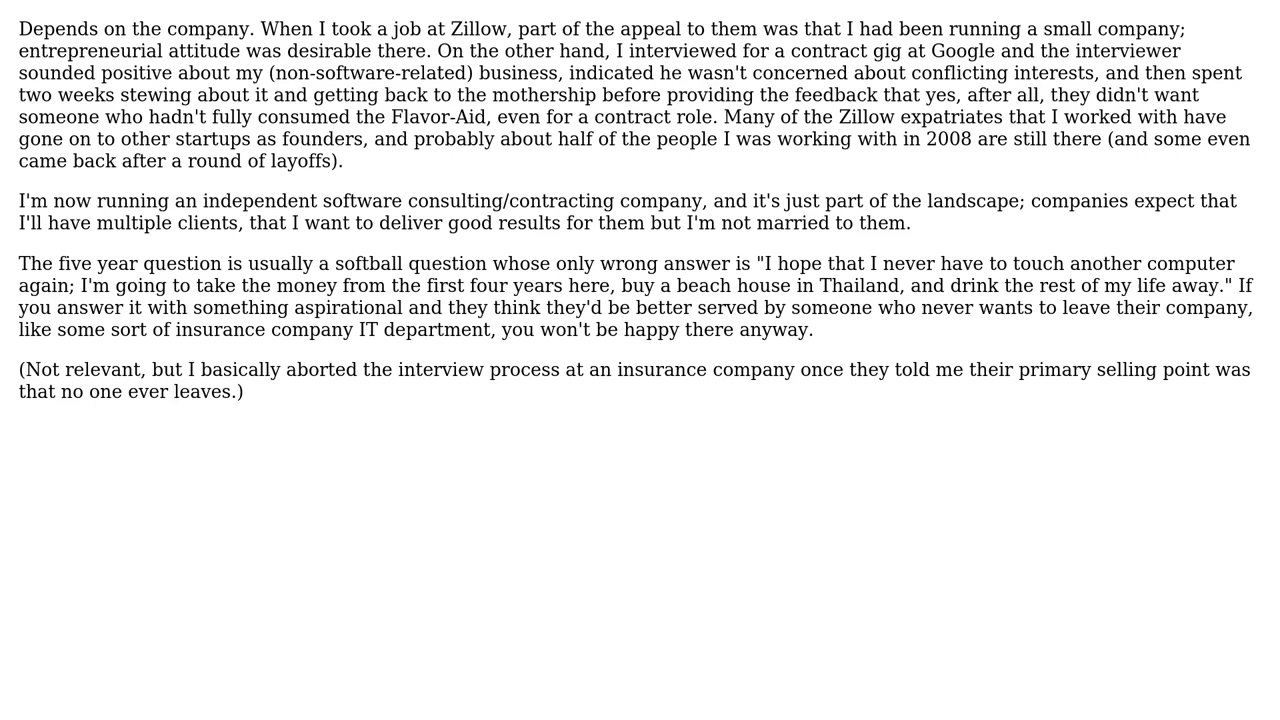 Depends on the company. When I took a job at Zillow, part of the appeal to them was that I had been running a small company;
entrepreneurial attitude was desirable there. On the other hand, I interviewed for a contract gig at Google and the interviewer
sounded positive about my (non-software-related) business, indicated he wasn't concerned about conflicting interests, and then spent
two weeks stewing about it and getting back to the mothership before providing the feedback that yes, after all, they didn't want
someone who hadn't fully consumed the Flavor-Aid, even for a contract role. Many of the Zillow expatriates that I worked with have
gone on to other startups as founders, and probably about half of the people I was working with in 2008 are still there (and some even
came back after a round of layoffs).
I'm now running an independent software consulting/contracting company, and it's just part of the landscape; companies expect that
I'll have multiple clients, that I want to deliver good results for them but I'm not married to them.
The five year question is usually a softball question whose only wrong answer is "I hope that I never have to touch another computer
again; I'm going to take the money from the first four years here, buy a beach house in Thailand, and drink the rest of my life away." If
you answer it with something aspirational and they think they'd be better served by someone who never wants to leave their company,
like some sort of insurance company IT department, you won't be happy there anyway.
(Not relevant, but I basically aborted the interview process at an insurance company once they told me their primary selling point was
that no one ever leaves.)